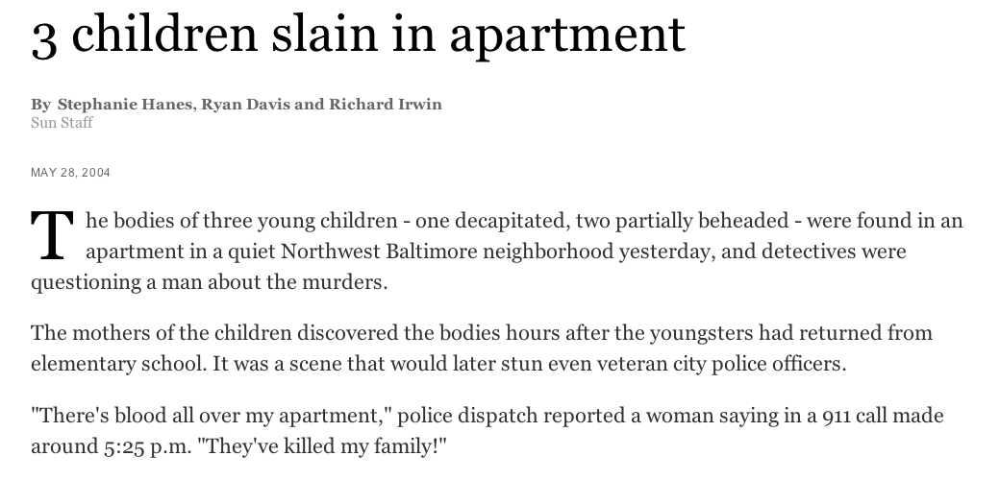 3 children slain in apartment
By Stephanie Hanes, Ryan Davis and Richard Irwin
Sun Staff
MAY 28, 2004
The bodies of three young children - one decapitated, two partially beheaded - were found in an
apartment in a quiet Northwest Baltimore neighborhood yesterday, and detectives were
questioning a man about the murders.
The mothers of the children discovered the bodies hours after the youngsters had returned from
elementary school. It was a scene that would later stun even veteran city police officers.
"There's blood all over my apartment," police dispatch reported a woman saying in a 911 call made
around 5:25 p.m. "They've killed my family!"